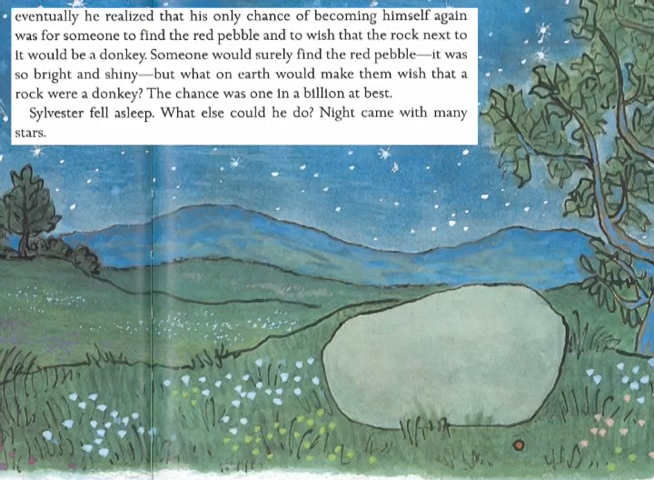 eventually he realized that his only chance of becoming himself again
was for someone to find the red pebble and to wish that the rock next to
it would be a donkey. Someone would surely find the red pebble—it was
so bright and shiny—but what on earth would make them wish that a
rock were a donkey? The chance was one in a billion at best.
Sylvester fell asleep. What else could he do? Night came with many
stars.